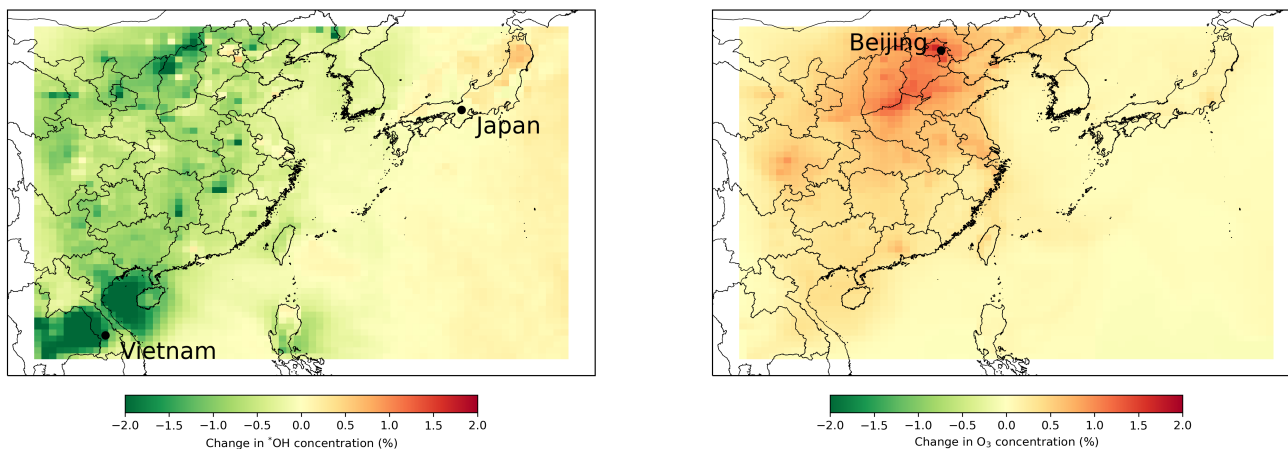 Japan
Vietnam
−2.0 −1.5 −1.0 −0.5 0.0 0.5 1.0 1.5 2.0
Change in *OH concentration (%)
Beijing
−2.0 −1.5 −1.0 −0.5 0.0 0.5 1.0 1.5 2.0
Change in O₃ concentration (%)